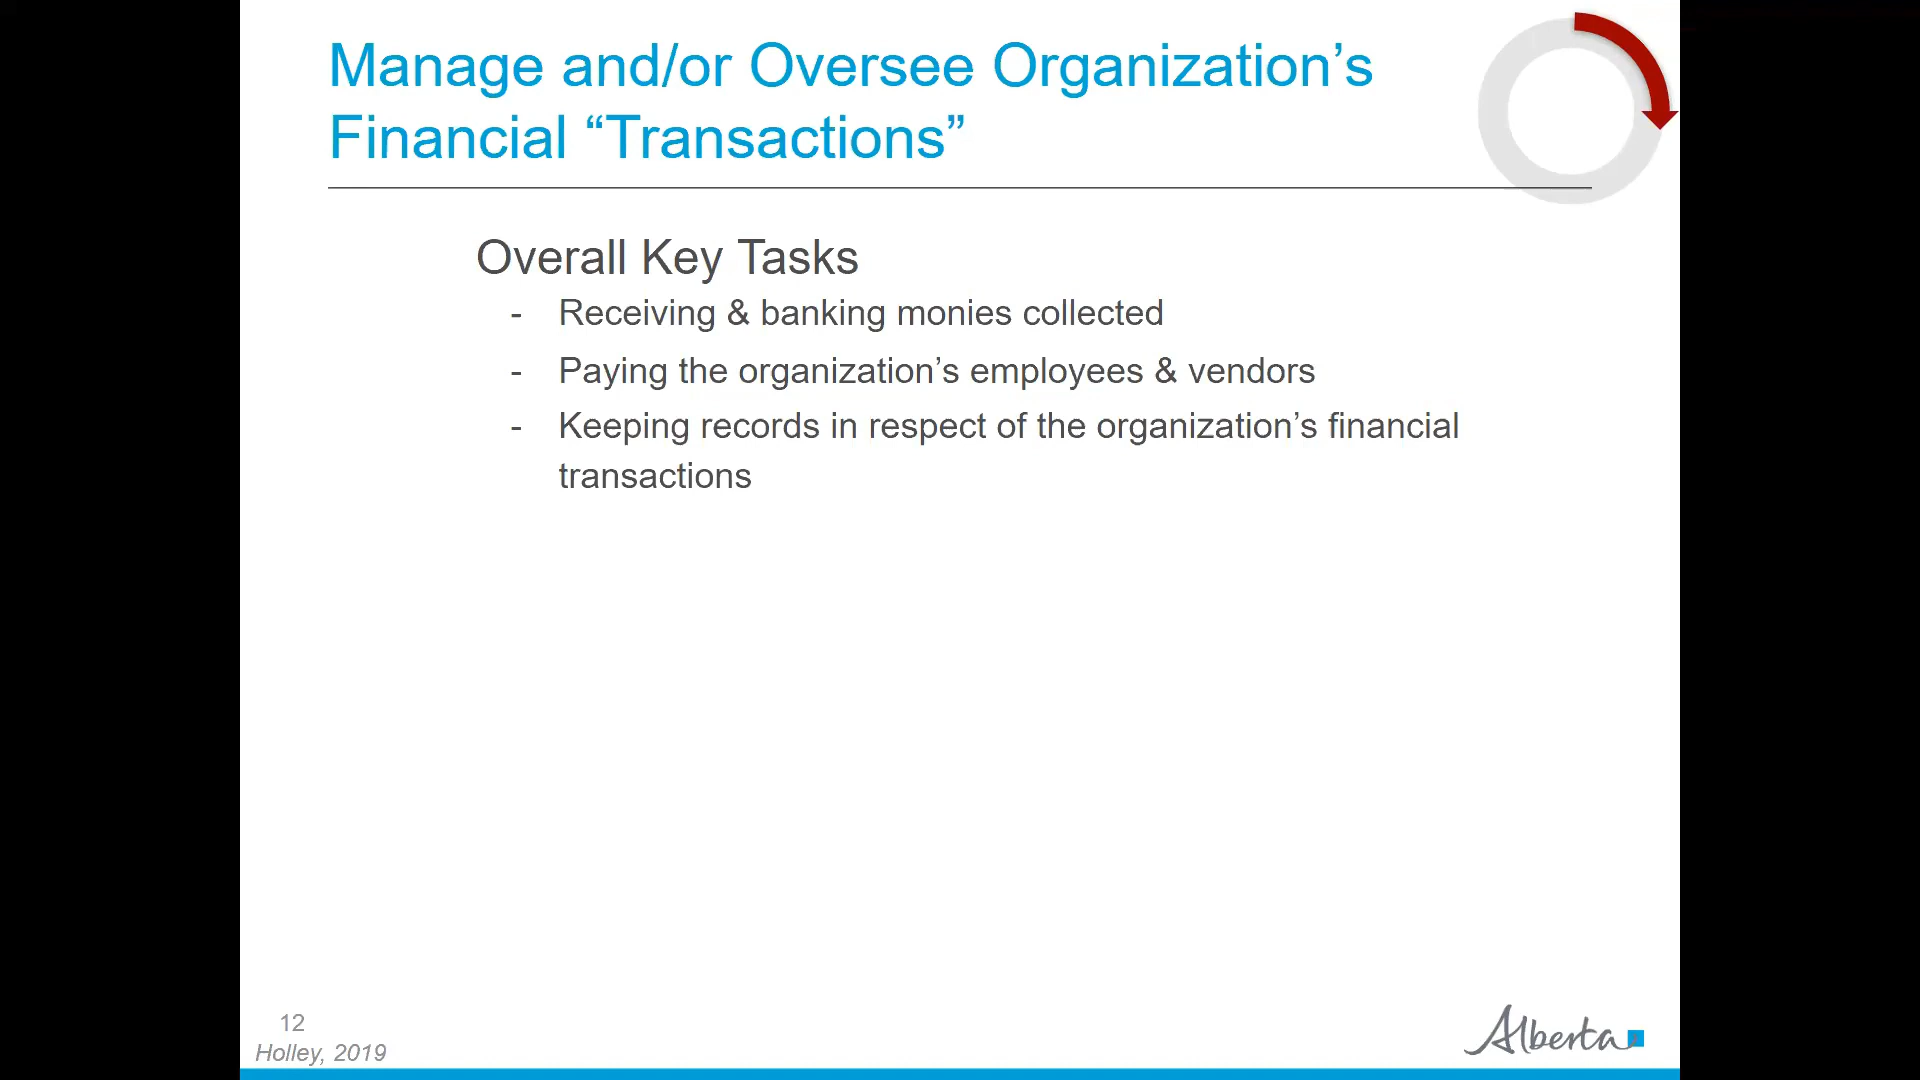 Manage and/or Oversee Organization’s
Financial “Transactions”
Overall Key Tasks
- Receiving & banking monies collected
- Paying the organization’s employees & vendors
- Keeping records in respect of the organization’s financial
transactions
12
Holley, 2019
Alberta